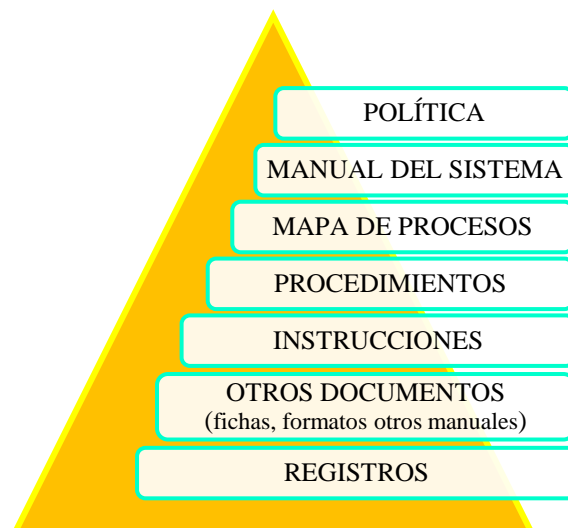 POLÍTICA
MANUAL DEL SISTEMA
MAPA DE PROCESOS
PROCEDIMIENTOS
INSTRUCCIONES
OTROS DOCUMENTOS
(fichas, formatos otros manuales)
REGISTROS